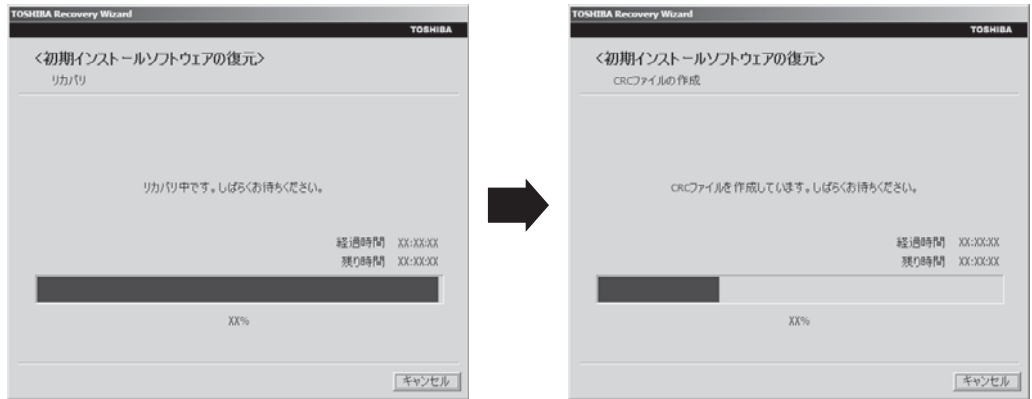 TOSHIBA Recovery Wizard
TOSHIBA
<初期インストールソフトウェアの復元>
リカバリ
リカバリ中です。しばらくお待ちください。
経過時間 XX:XX:XX
残り時間 XX:XX:XX
XX%
キャンセル
TOSHIBA Recovery Wizard
TOSHIBA
<初期インストールソフトウェアの復元>
CRCファイルの作成
CRCファイルを作成しています。しばらくお待ちください。
経過時間 XX:XX:XX
残り時間 XX:XX:XX
XX%
キャンセル